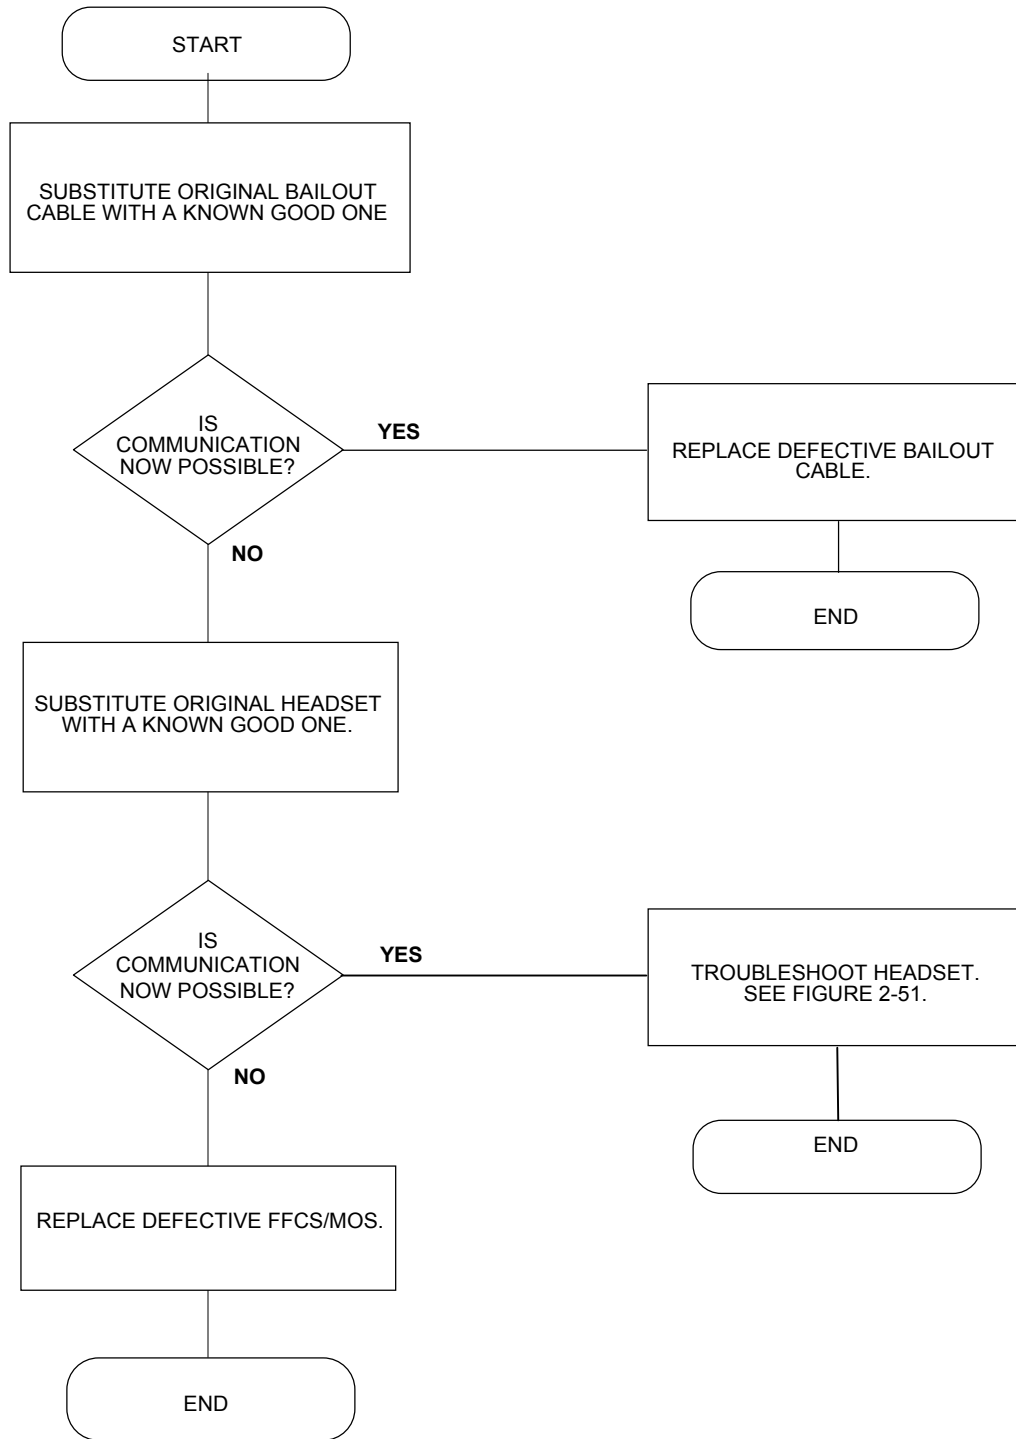 START
SUBSTITUTE ORIGINAL BAILOUT
CABLE WITH A KNOWN GOOD ONE
IS
COMMUNICATION
NOW POSSIBLE?
YES
REPLACE DEFECTIVE BAILOUT
CABLE.
END
NO
SUBSTITUTE ORIGINAL HEADSET
WITH A KNOWN GOOD ONE.
IS
COMMUNICATION
NOW POSSIBLE?
YES
TROUBLESHOOT HEADSET.
SEE FIGURE 2-51.
END
NO
REPLACE DEFECTIVE FFCS/MOS.
END